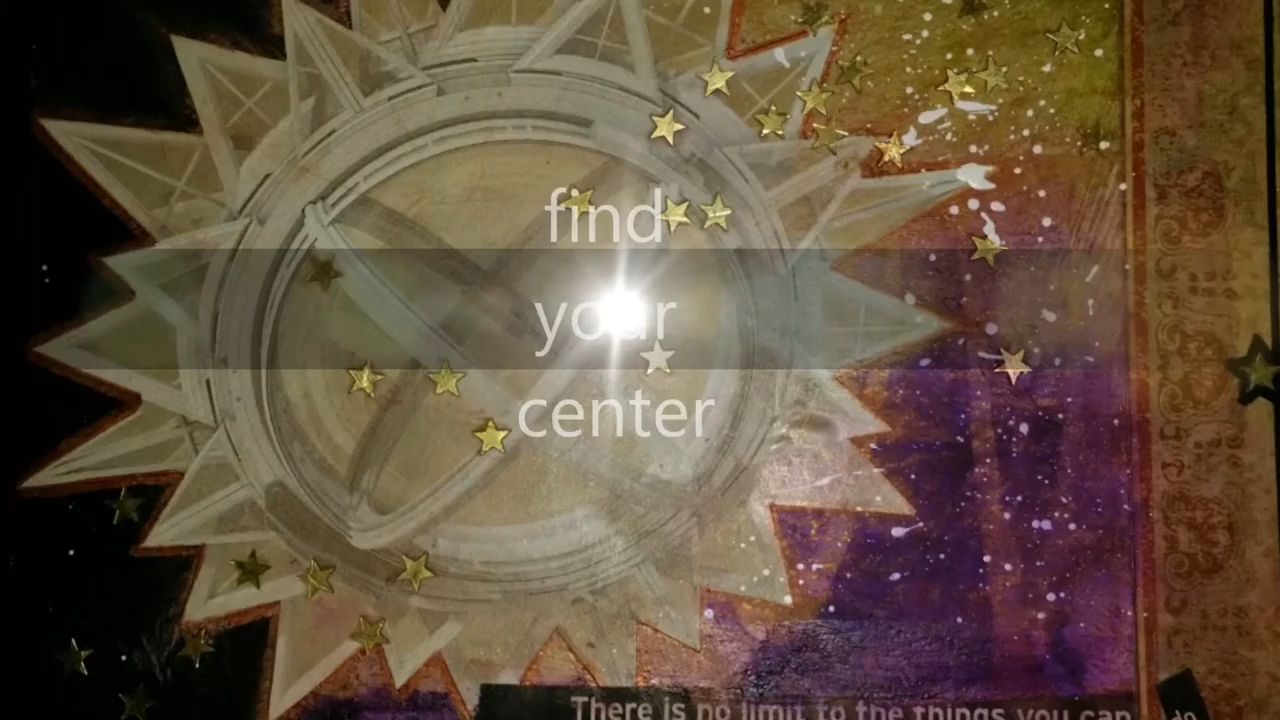 find
your
center
There is no limit to the things you can